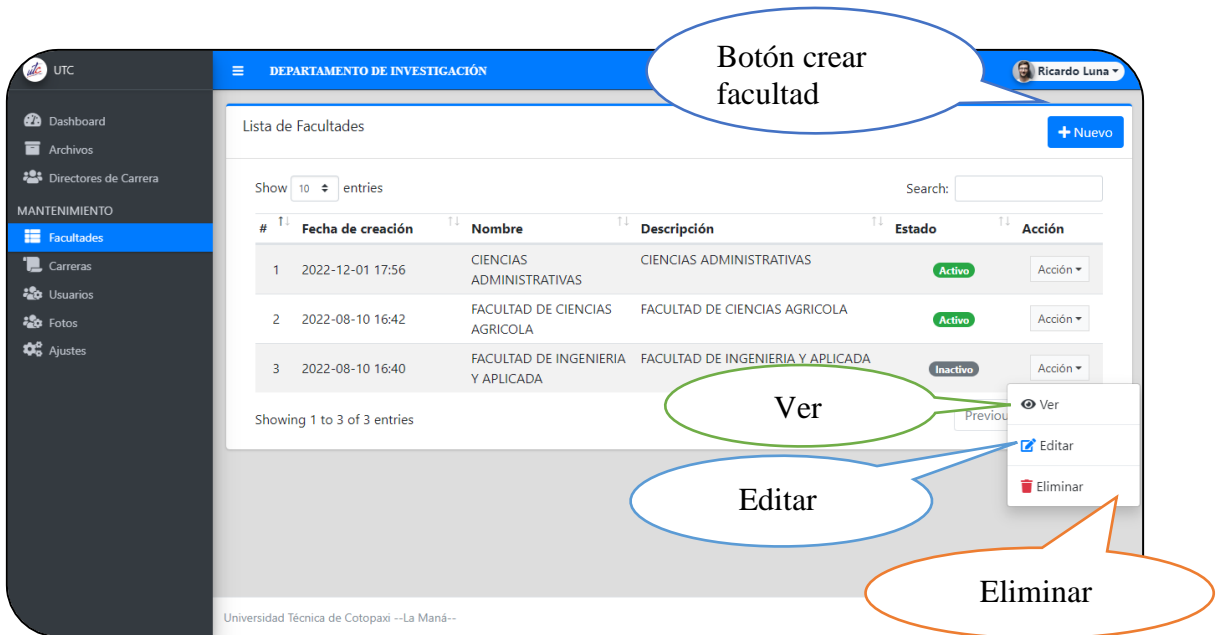 Botón crear
facultad
utc UTC
DEPARTAMENTO DE INVESTIGACIÓN
Ricardo Luna
Dashboard
Archivos
Directores de Carrera
MANTENIMIENTO
Facultades
Carreras
Usuarios
Fotos
Ajustes
Lista de Facultades
+ Nuevo
Show 10 entries
Search:
# Fecha de creación Nombre Descripción Estado Acción
1 2022-12-01 17:56 CIENCIAS ADMINISTRATIVAS CIENCIAS ADMINISTRATIVAS Activo Acción
2 2022-08-10 16:42 FACULTAD DE CIENCIAS AGRICOLA FACULTAD DE CIENCIAS AGRICOLA Activo Acción
3 2022-08-10 16:40 FACULTAD DE INGENIERIA Y APLICADA FACULTAD DE INGENIERIA Y APLICADA Inactivo Acción
Showing 1 to 3 of 3 entries
Ver
Ver
Editar
Editar
Eliminar
Eliminar
Universidad Técnica de Cotopaxi --La Maná--